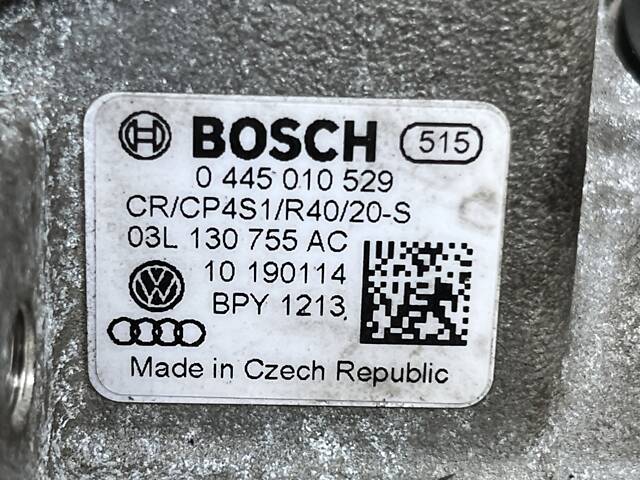 BOSCH 515
0 445 010 529
CR/CP4S1/R40/20-S
03L 130 755 AC
10 190114
BPY 1213
Made in Czech Republic